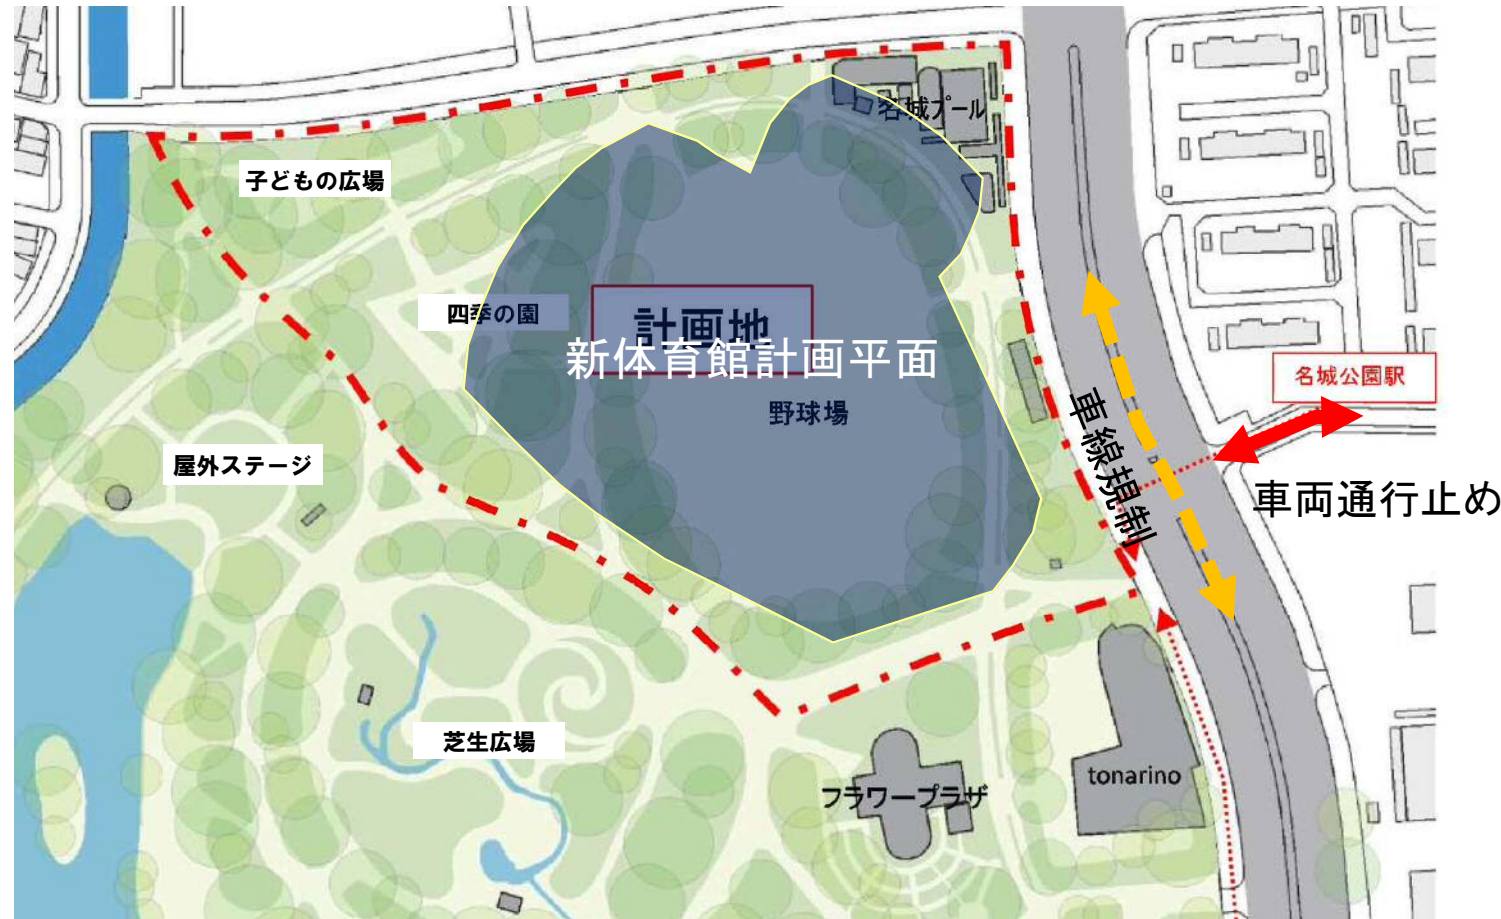 名城プール
子どもの広場
四季の園
計画地
新体育館計画平面
野球場
名城公園駅
車線規制
屋外ステージ
車両通行止め
芝生広場
tonarino
フラワープラザ